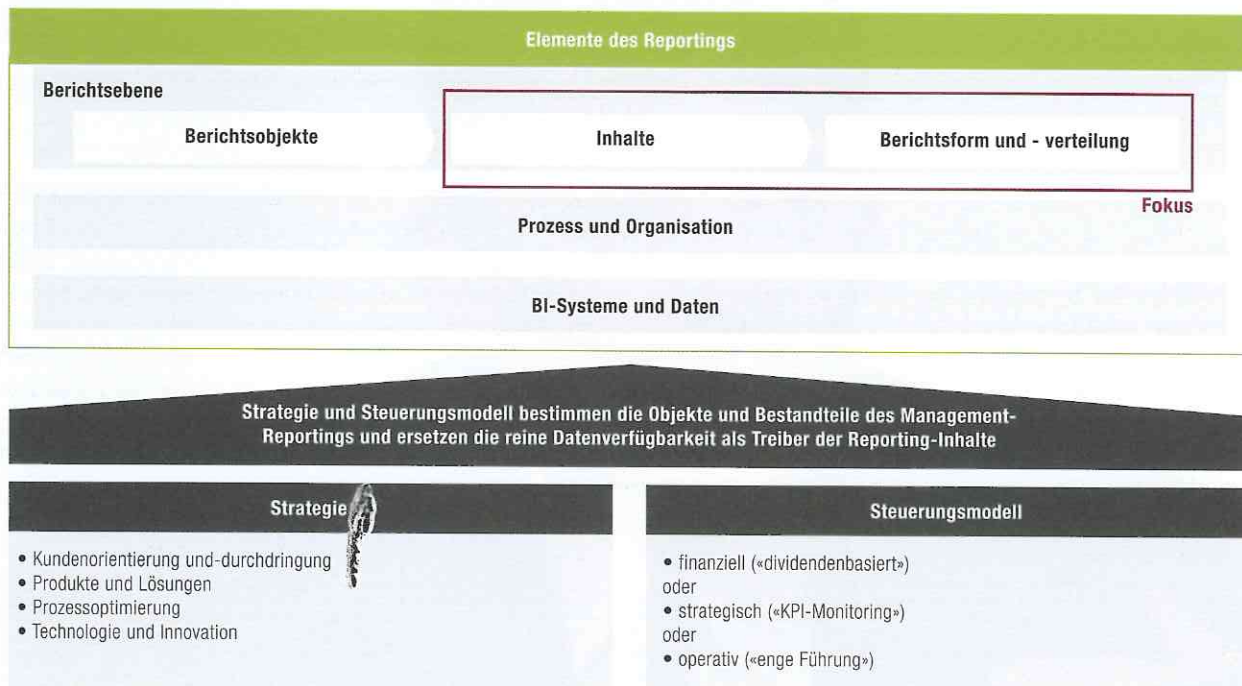 Elemente des Reportings
Berichtsebene
Berichtsobjekte
Inhalte
Berichtsform und - verteilung
Fokus
Prozess und Organisation
BI-Systeme und Daten
Strategie und Steuerungsmodell bestimmen die Objekte und Bestandteile des Management-
Reportings und ersetzen die reine Datenverfügbarkeit als Treiber der Reporting-Inhalte
Strategie
• Kundenorientierung und-durchdringung
• Produkte und Lösungen
• Prozessoptimierung
• Technologie und Innovation
Steuerungsmodell
• finanziell («dividendenbasiert»)
oder
• strategisch («KPI-Monitoring»)
oder
• operativ («enge Führung»)